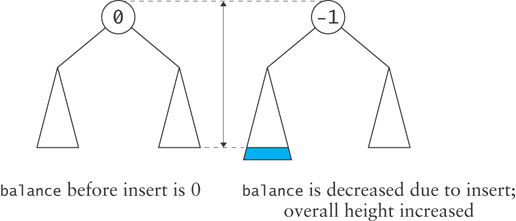 0
-1
balance before insert is 0
balance is decreased due to insert;
overall height increased